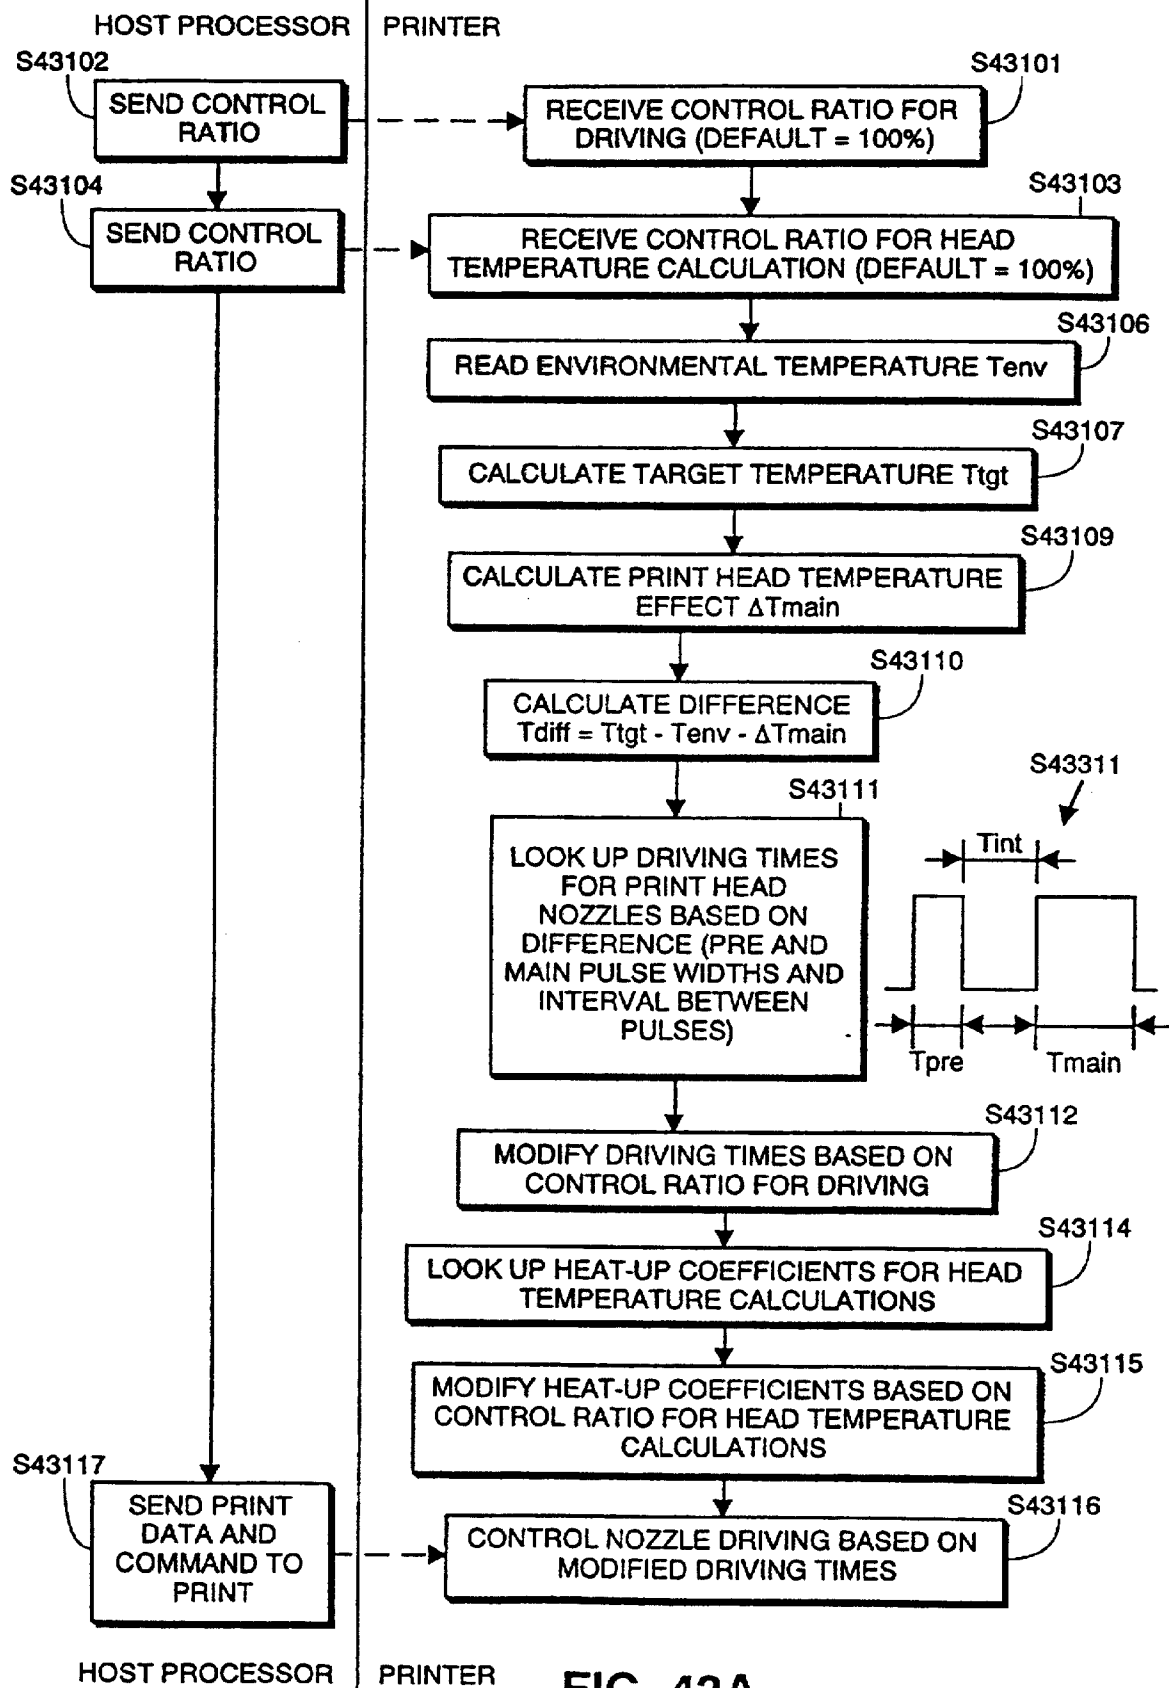 HOST PROCESSOR
PRINTER
S43102
SEND CONTROL
RATIO
S43101
RECEIVE CONTROL RATIO FOR
DRIVING (DEFAULT = 100%)
S43104
SEND CONTROL
RATIO
S43103
RECEIVE CONTROL RATIO FOR HEAD
TEMPERATURE CALCULATION (DEFAULT = 100%)
S43106
READ ENVIRONMENTAL TEMPERATURE Tenv
S43107
CALCULATE TARGET TEMPERATURE Ttgt
S43109
CALCULATE PRINT HEAD TEMPERATURE
EFFECT ΔTmain
S43110
CALCULATE DIFFERENCE
Tdiff = Ttgt - Tenv - ΔTmain
S43111
LOOK UP DRIVING TIMES
FOR PRINT HEAD
NOZZLES BASED ON
DIFFERENCE (PRE AND
MAIN PULSE WIDTHS AND
INTERVAL BETWEEN
PULSES)
S43311
Tint
Tpre
Tmain
S43112
MODIFY DRIVING TIMES BASED ON
CONTROL RATIO FOR DRIVING
S43114
LOOK UP HEAT-UP COEFFICIENTS FOR HEAD
TEMPERATURE CALCULATIONS
S43115
MODIFY HEAT-UP COEFFICIENTS BASED ON
CONTROL RATIO FOR HEAD TEMPERATURE
CALCULATIONS
S43117
SEND PRINT
DATA AND
COMMAND TO
PRINT
S43116
CONTROL NOZZLE DRIVING BASED ON
MODIFIED DRIVING TIMES
HOST PROCESSOR
PRINTER